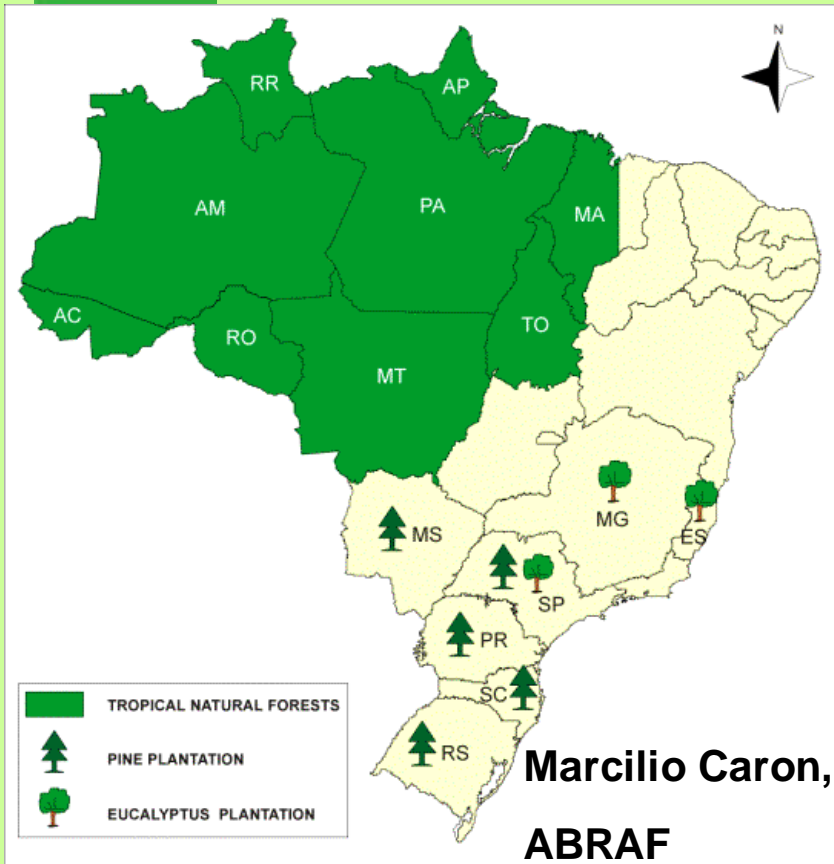 N
RR
AP
AM
PA
MA
AC
RO
TO
MT
MG
ES
MS
SP
PR
SC
RS
TROPICAL NATURAL FORESTS
PINE PLANTATION
EUCALYPTUS PLANTATION
Marcilio Caron,
ABRAF